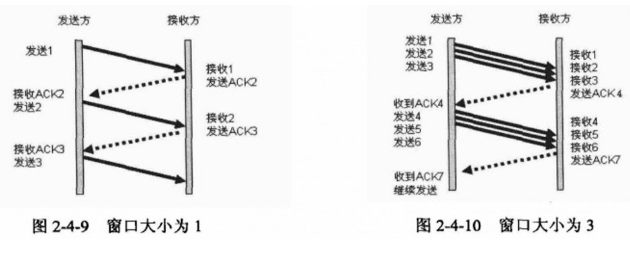 发送方
接收方
发送1
接收1
发送ACK2
接收ACK2
发送2
接收2
发送ACK3
接收ACK3
发送3
图 2-4-9 窗口大小为 1
发送方
接收方
发送1
发送2
发送3
接收1
接收2
接收3
发送ACK4
收到ACK4
发送4
发送5
发送6
接收4
接收5
接收6
发送ACK7
收到ACK7
继续发送
图 2-4-10 窗口大小为 3